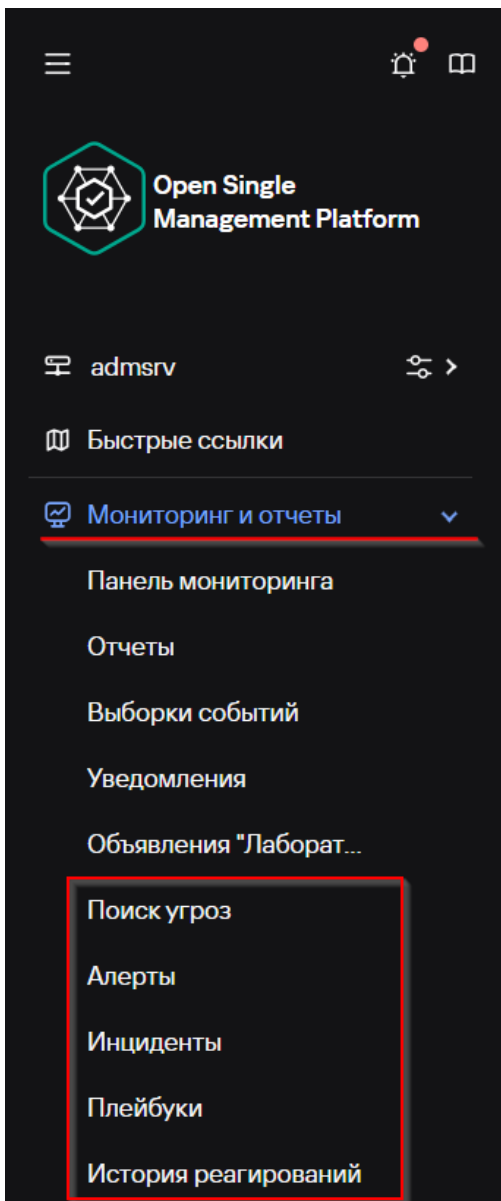 Open Single
Management Platform
admsrv
Быстрые ссылки
Мониторинг и отчеты
Панель мониторинга
Отчеты
Выборки событий
Уведомления
Объявления "Лаборат...
Поиск угроз
Алерты
Инциденты
Плейбуки
История реагирований